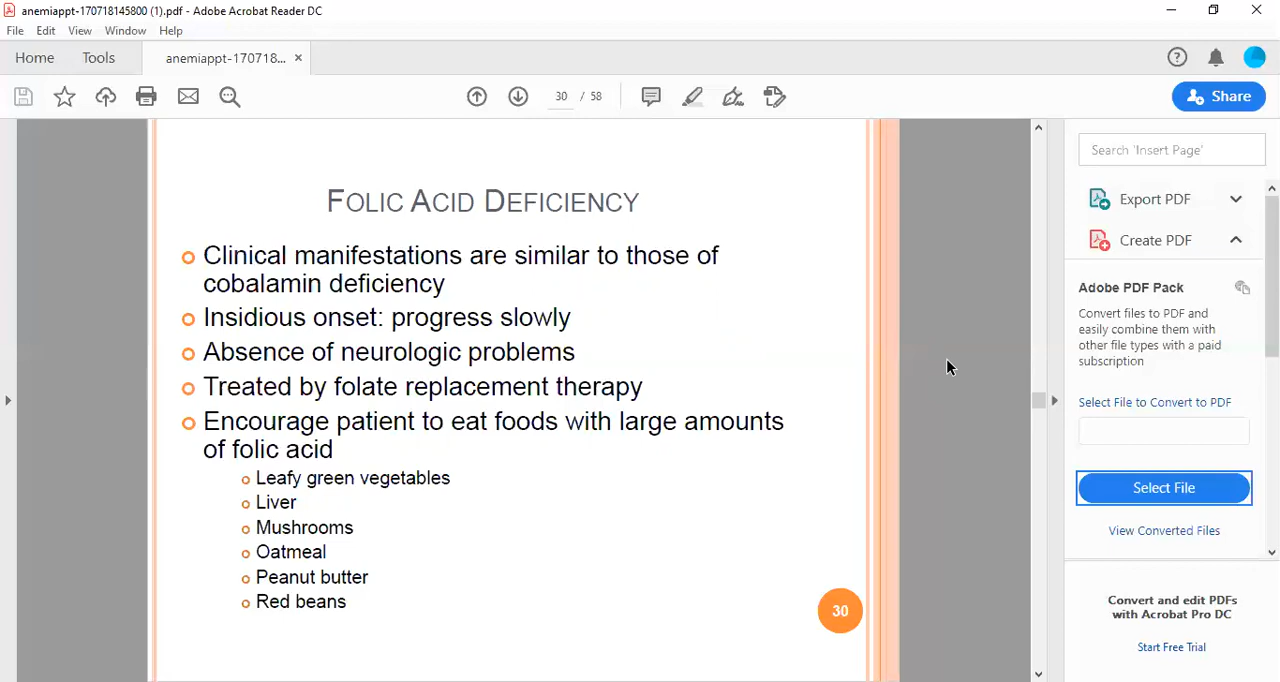 anemiappt-170718145800 (1).pdf - Adobe Acrobat Reader DC
File Edit View Window Help
Home Tools anemiappt-170718... ×
30 / 58
Share
FOLIC ACID DEFICIENCY
Clinical manifestations are similar to those of
cobalamin deficiency
Insidious onset: progress slowly
Absence of neurologic problems
Treated by folate replacement therapy
Encourage patient to eat foods with large amounts
of folic acid
Leafy green vegetables
Liver
Mushrooms
Oatmeal
Peanut butter
Red beans
30
Search 'Insert Page'
Export PDF
Create PDF
Adobe PDF Pack
Convert files to PDF and
easily combine them with
other file types with a paid
subscription
Select File to Convert to PDF
Select File
View Converted Files
Convert and edit PDFs
with Acrobat Pro DC
Start Free Trial